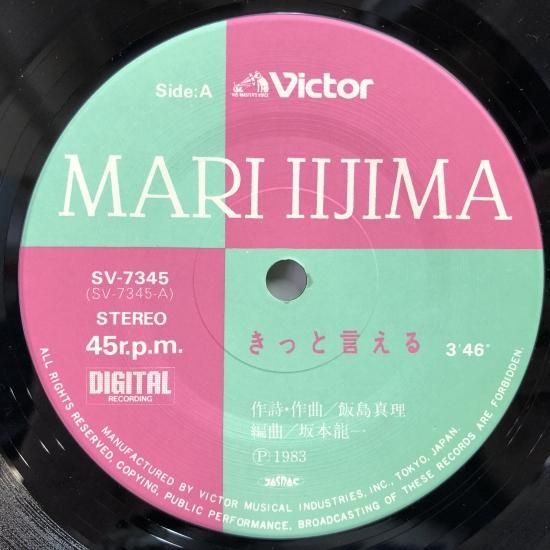 Side:A
HIS MASTER'S VOICE
Victor
MARI IIJIMA
SV-7345
(SV-7345-A)
STEREO
45r.p.m.
DIGITAL
RECORDING
きっと言える 3'46"
作詩・作曲/飯島真理
編曲/坂本龍一
Ⓟ1983
JASRAC
MANUFACTURED BY VICTOR MUSICAL INDUSTRIES, INC., TOKYO, JAPAN.
ALL RIGHTS RESERVED, COPYING, PUBLIC PERFORMANCE, BROADCASTING OF THESE RECORDS ARE FORBIDDEN.